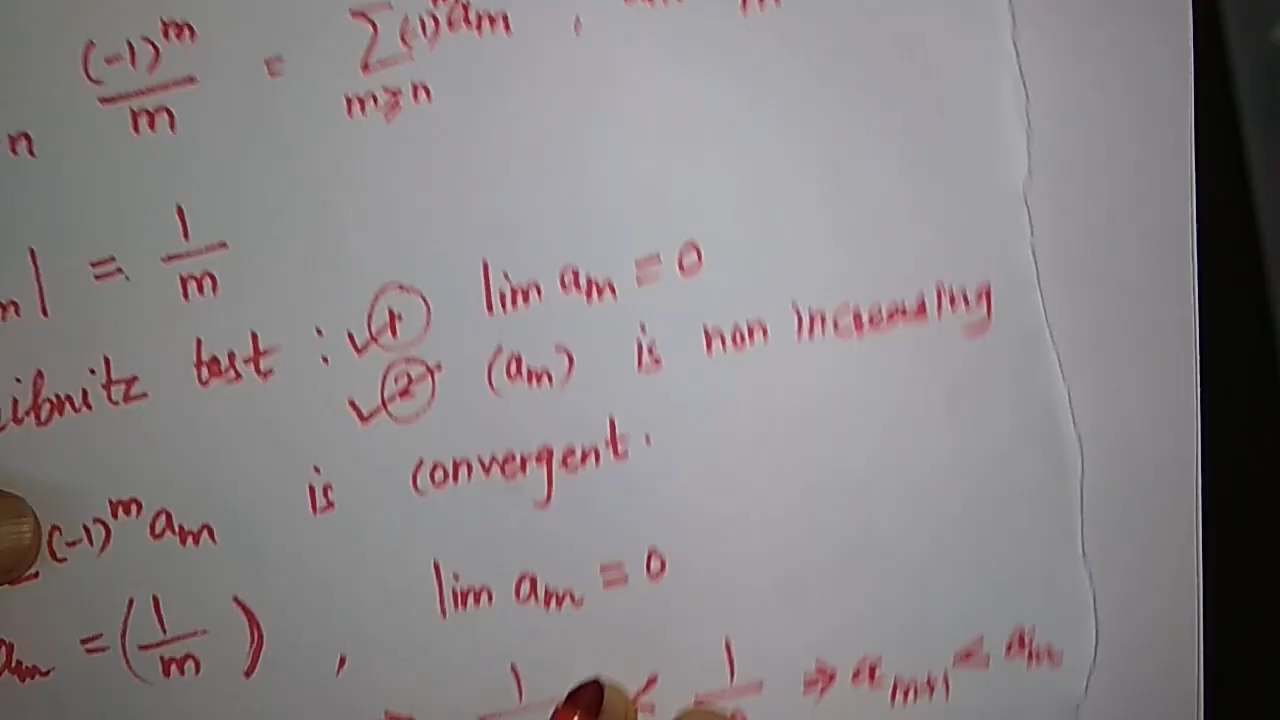 (-1)^m / m = Σ_{m≥n} (-1)^m a_m ,
n
| = 1/m
lim a_m = 0
test : ✓① 
✓② (a_m) is non increasing
is convergent.
(-1)^m a_m
lim a_m = 0
a_m = (1/m) ,
⇒ a_{m+1} < a_m